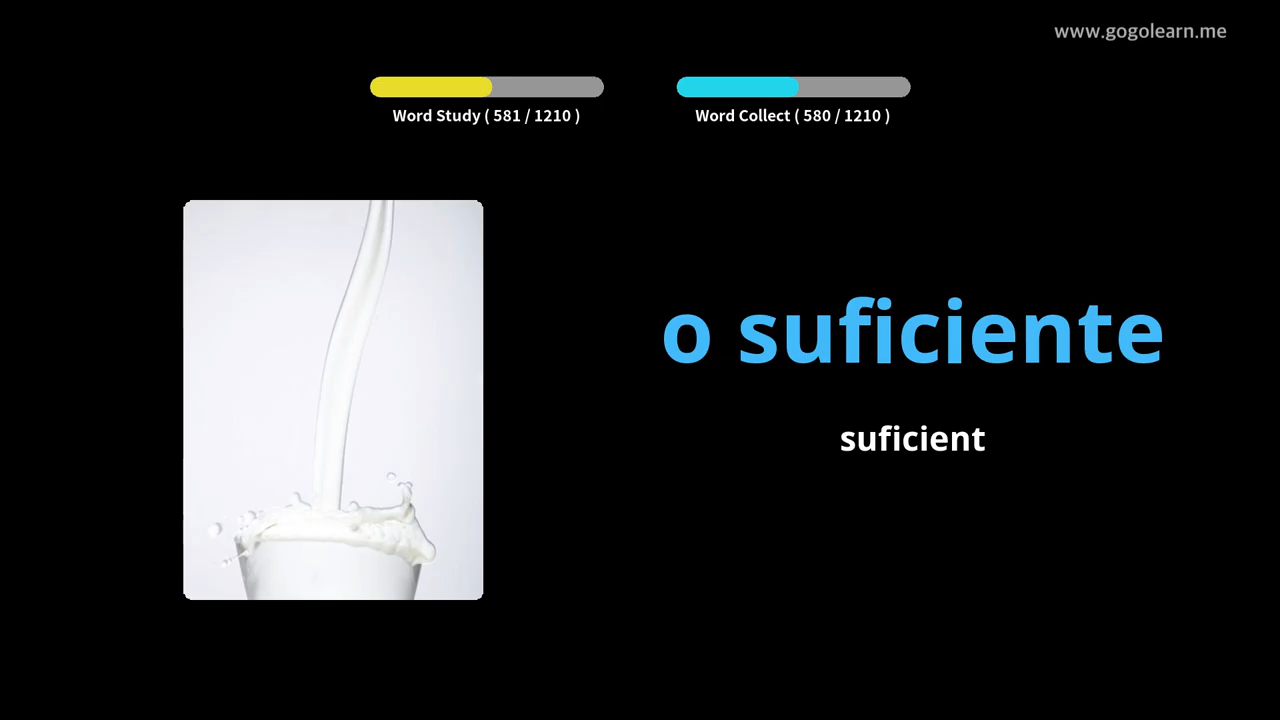 www.gogolearn.me
Word Study ( 581 / 1210 )
Word Collect ( 580 / 1210 )
o suficiente
suficient